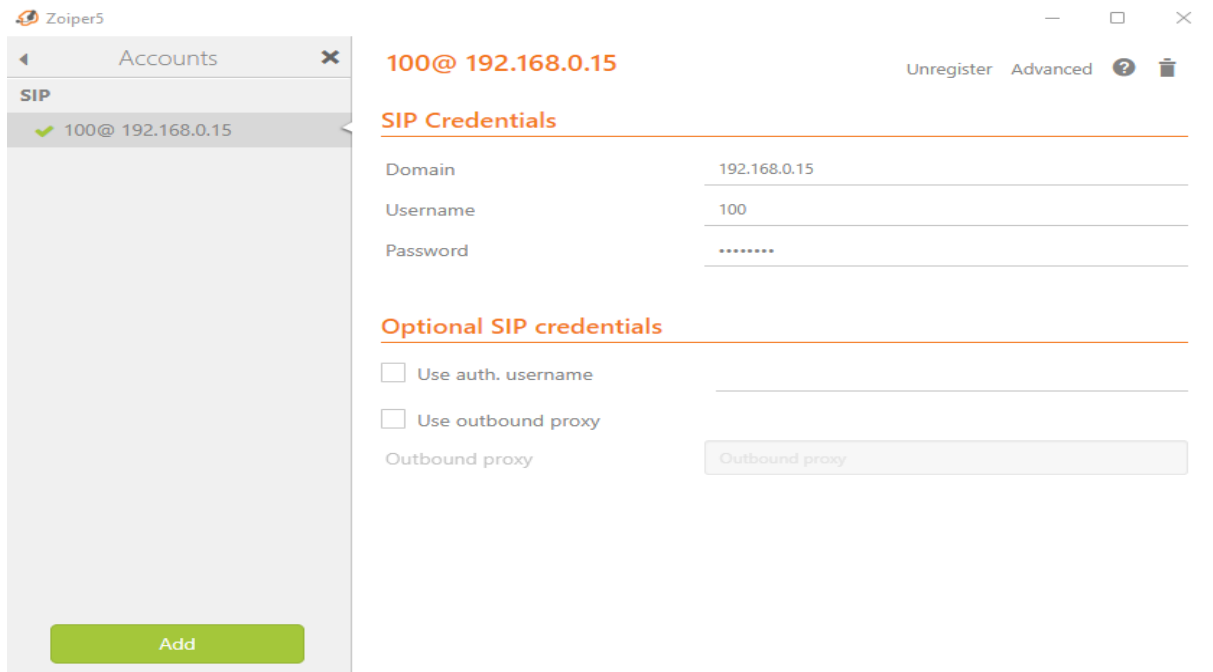 Zoiper5
Accounts
SIP
100@ 192.168.0.15
Add
100@ 192.168.0.15
Unregister Advanced ?
SIP Credentials
Domain 192.168.0.15
Username 100
Password ••••••••
Optional SIP credentials
Use auth. username
Use outbound proxy
Outbound proxy Outbound proxy